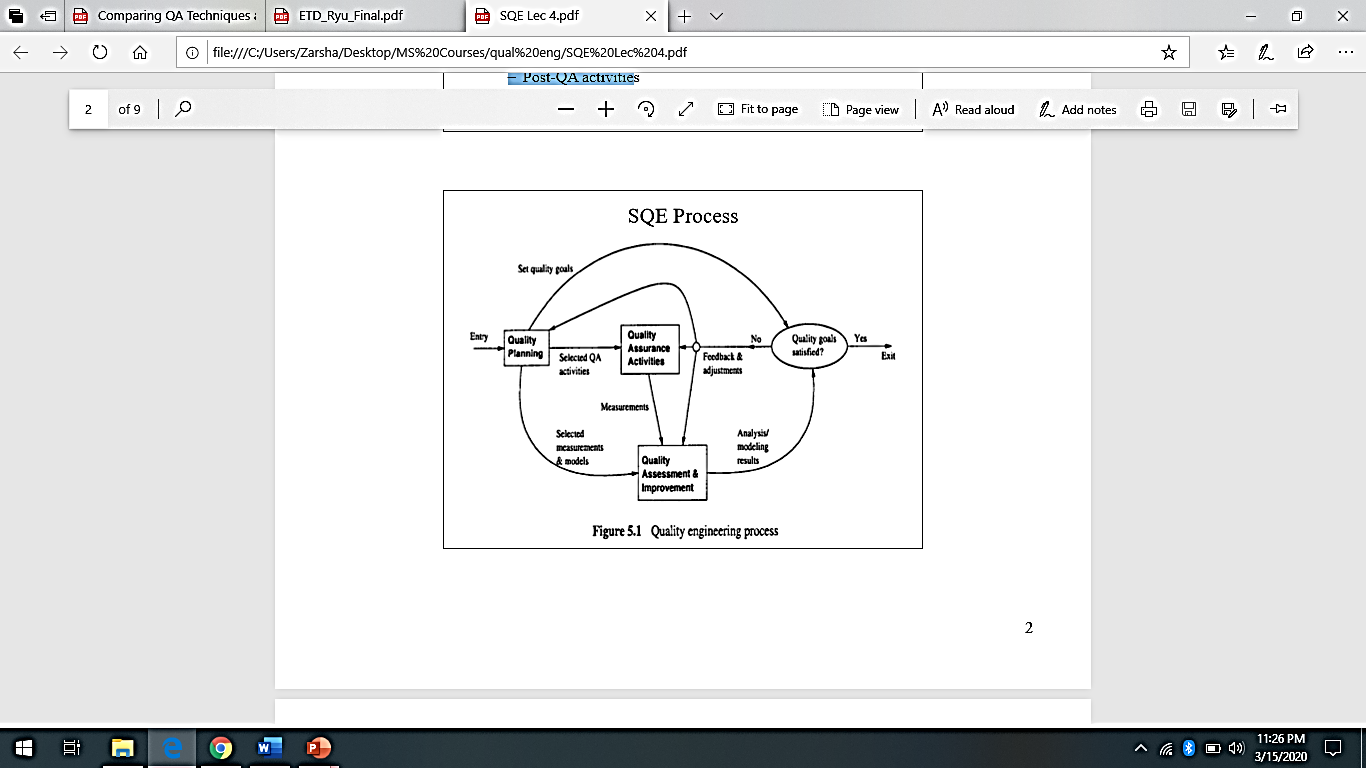 Comparing QA Techniques a
ETD_Ryu_Final.pdf
SQE Lec 4.pdf
file:///C:/Users/Zarsha/Desktop/MS%20Courses/qual%20eng/SQE%20Lec%204.pdf
– Post-QA activities
2 of 9
Fit to page
Page view
Read aloud
Add notes
SQE Process
Set quality goals
Entry
Quality
Planning
Selected QA
activities
Quality
Assurance
Activities
Feedback &
adjustments
No
Quality goals
satisfied?
Yes
Exit
Measurements
Selected
measurements
& models
Quality
Assessment &
Improvement
Analysis/
modeling
results
Figure 5.1 Quality engineering process
2
11:26 PM
3/15/2020